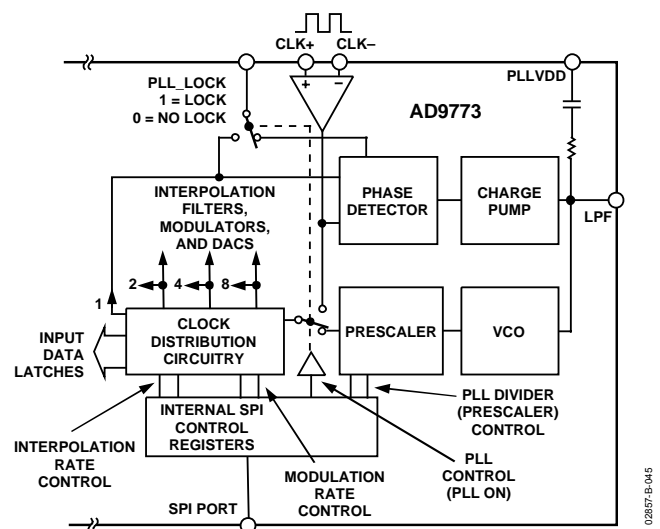 CLK+ CLK–
PLLVDD
PLL_LOCK
1 = LOCK
0 = NO LOCK
AD9773
INTERPOLATION
FILTERS,
MODULATORS,
AND DACS
PHASE
DETECTOR
CHARGE
PUMP
LPF
2 4 8
1
CLOCK
DISTRIBUTION
CIRCUITRY
PRESCALER
VCO
INPUT
DATA
LATCHES
INTERNAL SPI
CONTROL
REGISTERS
PLL DIVIDER
(PRESCALER)
CONTROL
INTERPOLATION
RATE
CONTROL
MODULATION
RATE
CONTROL
PLL
CONTROL
(PLL ON)
SPI PORT
02857-B-045